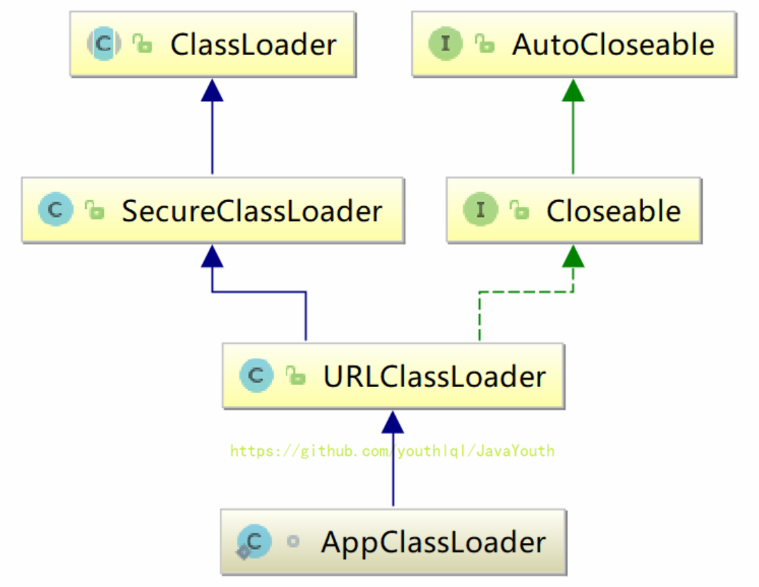 C ClassLoader
I AutoCloseable
C SecureClassLoader
I Closeable
C URLClassLoader
https://github.com/youthlql/JavaYouth
C AppClassLoader